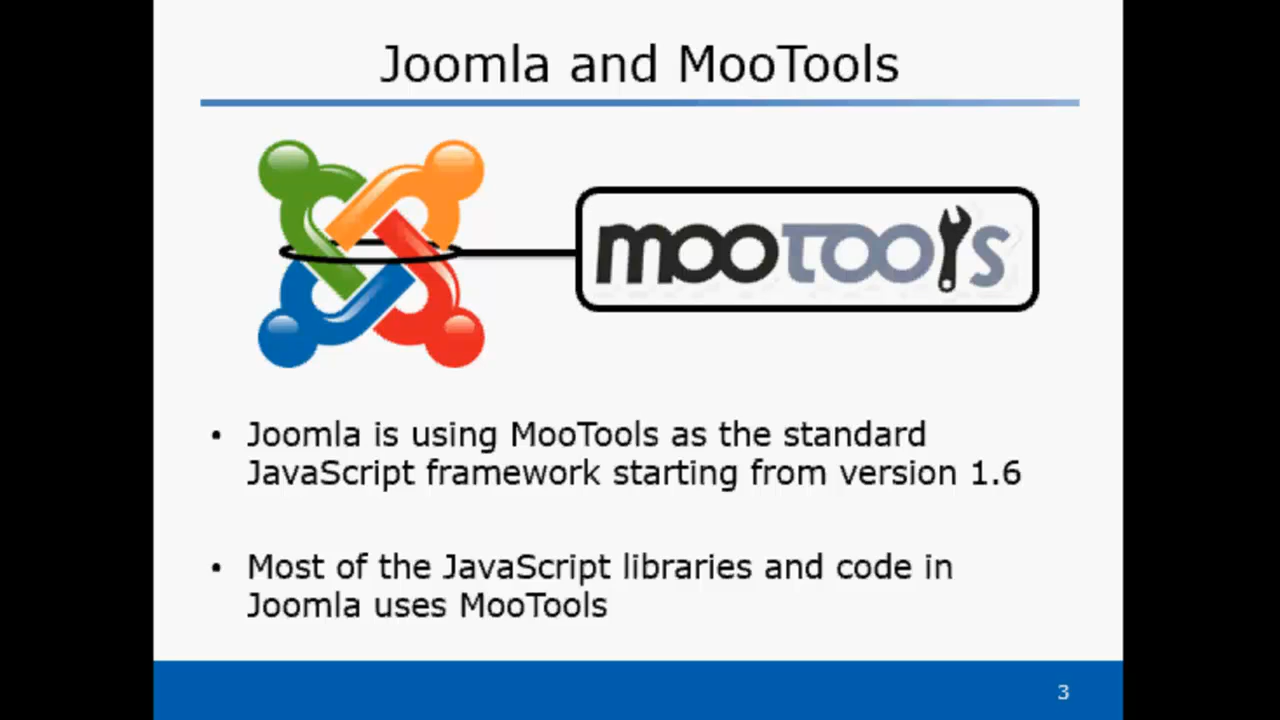 Joomla and MooTools
mootools
• Joomla is using MooTools as the standard
JavaScript framework starting from version 1.6
• Most of the JavaScript libraries and code in
Joomla uses MooTools
3